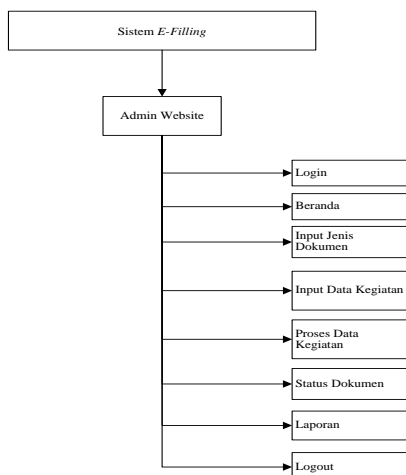 Sistem E-Filling
Admin Website
Login
Beranda
Input Jenis
Dokumen
Input Data Kegiatan
Proses Data
Kegiatan
Status Dokumen
Laporan
Logout